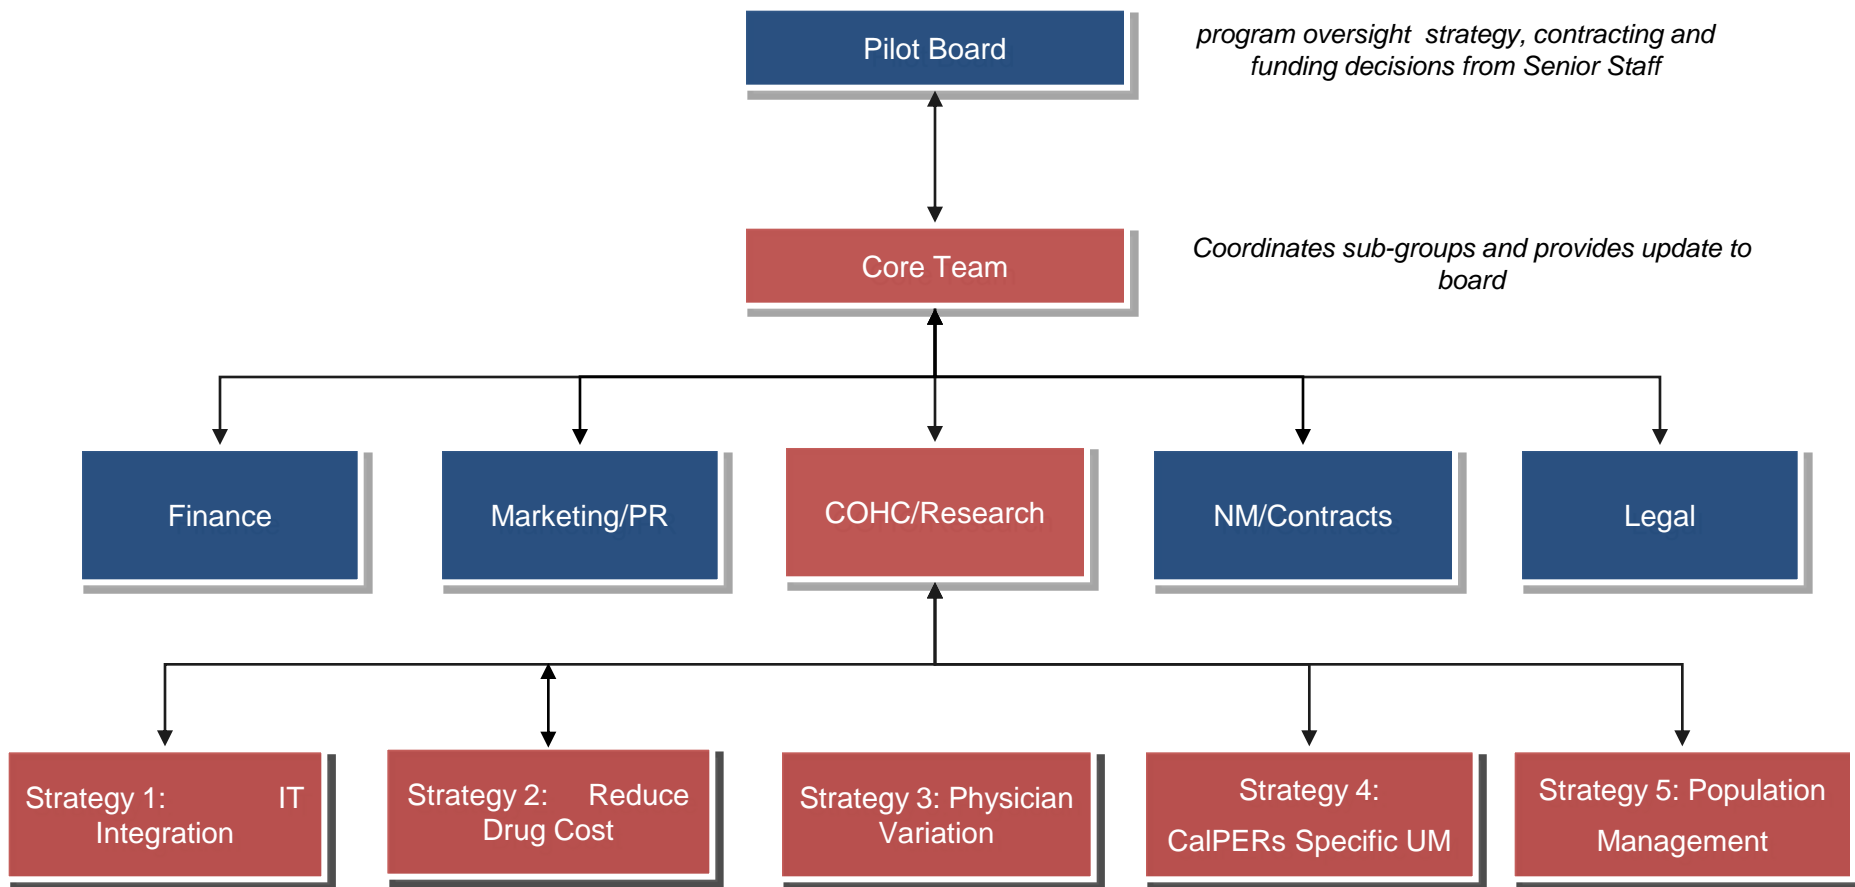 Pilot Board
program oversight strategy, contracting and
funding decisions from Senior Staff
Core Team
Coordinates sub-groups and provides update to
board
Finance
Marketing/PR
COHC/Research
NM/Contracts
Legal
Strategy 1: IT
Integration
Strategy 2: Reduce
Drug Cost
Strategy 3: Physician
Variation
Strategy 4:
CalPERs Specific UM
Strategy 5: Population
Management